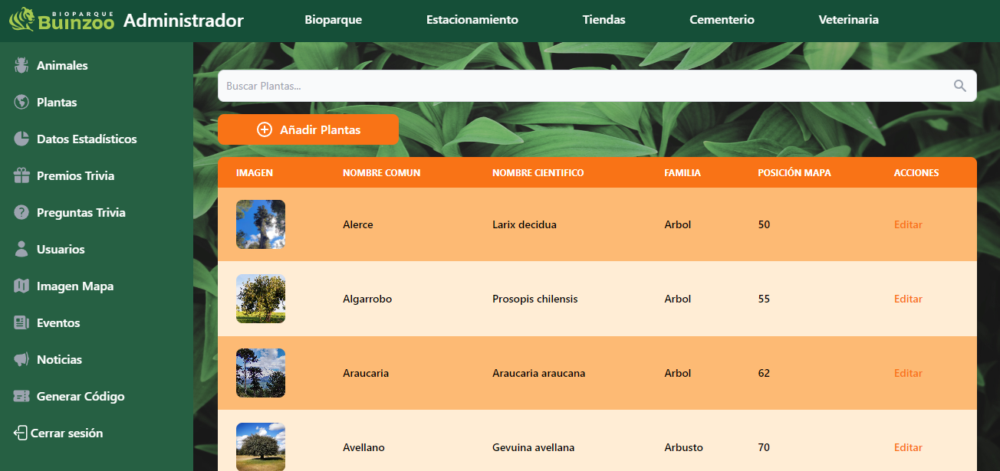 BIOPARQUE
Buinzoo
Administrador
Bioparque
Estacionamiento
Tiendas
Cementerio
Veterinaria
Animales
Plantas
Datos Estadísticos
Premios Trivia
Preguntas Trivia
Usuarios
Imagen Mapa
Eventos
Noticias
Generar Código
Cerrar sesión
Buscar Plantas...
Añadir Plantas
IMAGEN NOMBRE COMUN NOMBRE CIENTIFICO FAMILIA POSICIÓN MAPA ACCIONES
Alerce Larix decidua Arbol 50 Editar
Algarrobo Prosopis chilensis Arbol 55 Editar
Araucaria Araucaria araucana Arbol 62 Editar
Avellano Gevuina avellana Arbusto 70 Editar